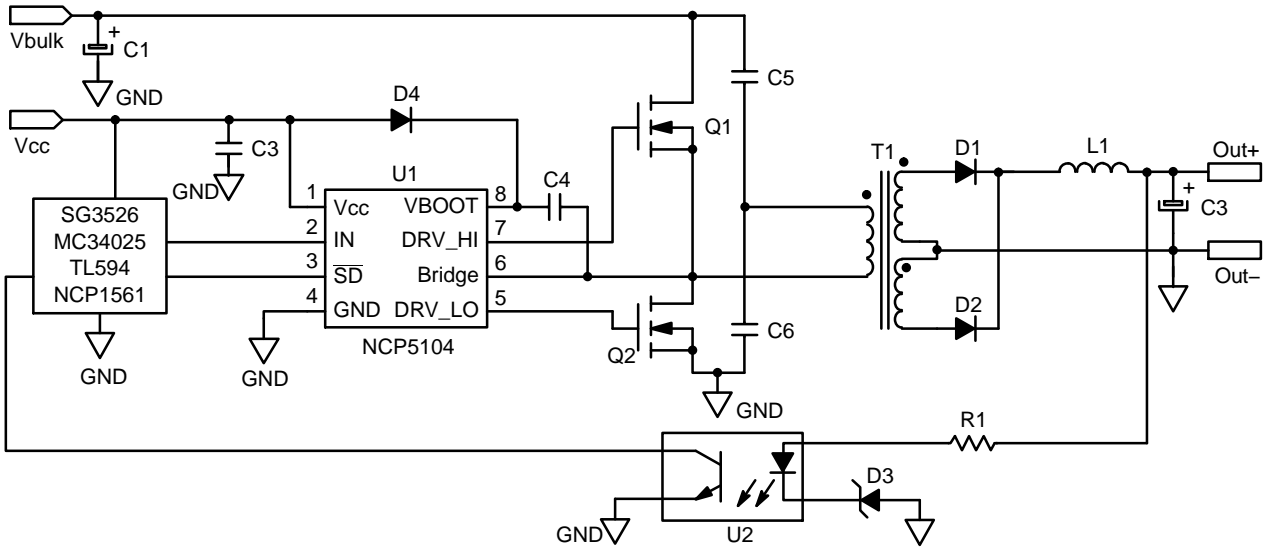 Vbulk
+
C1
GND
C5
D4
Vcc
C3
GND
Q1
T1
D1
L1
Out+
U1
C4
+
C3
1 Vcc VBOOT 8
2 IN DRV_HI 7
3 SD Bridge 6
4 GND DRV_LO 5
SG3526
MC34025
TL594
NCP1561
Out–
D2
C6
GND
GND
NCP5104
Q2
GND
R1
D3
GND
U2